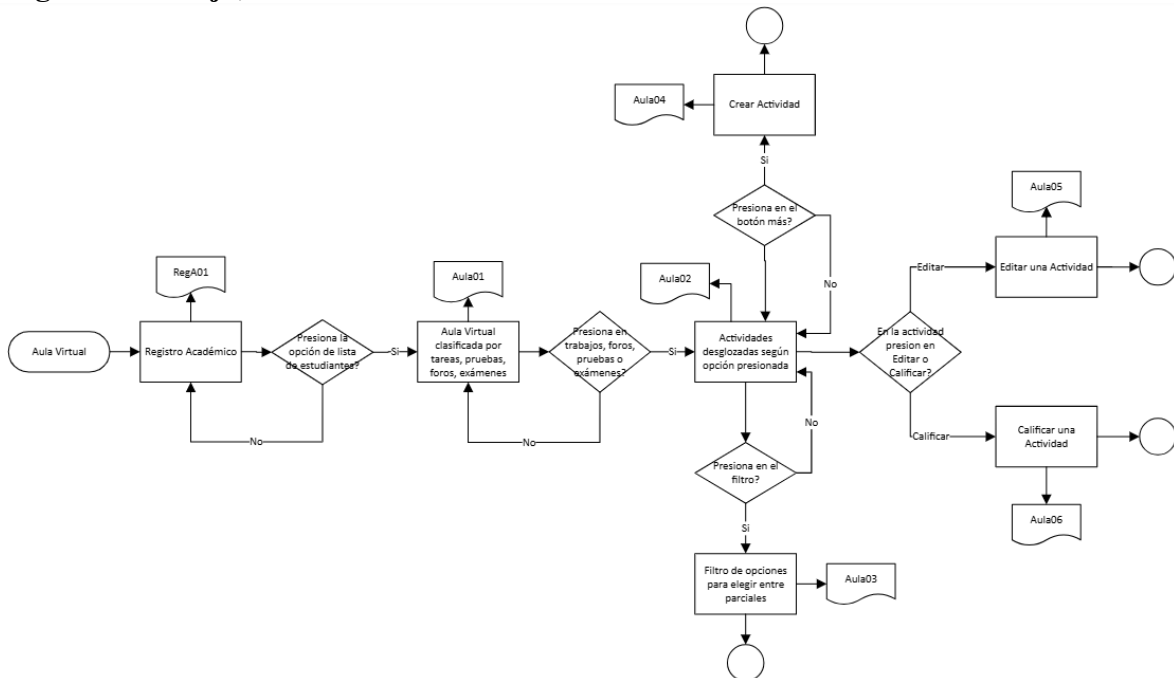 Aula04
Crear Actividad
Si
Presiona en el
botón más?
No
Aula05
Editar una Actividad
Editar
RegA01
Aula01
Aula02
Aula Virtual
Registro Académico
Presiona la
opción de lista
de estudiantes?
Si
No
Aula Virtual
clasificada por
tareas, pruebas,
foros, exámenes
Presiona en
trabajos, foros,
pruebas o
exámenes?
Si
No
Actividades
desglozadas según
opción presionada
En la actividad
presion en
Editar o
Calificar?
No
Presiona en el
filtro?
Si
Calificar
Calificar una
Actividad
Aula06
Filtro de opciones
para elegir entre
parciales
Aula03